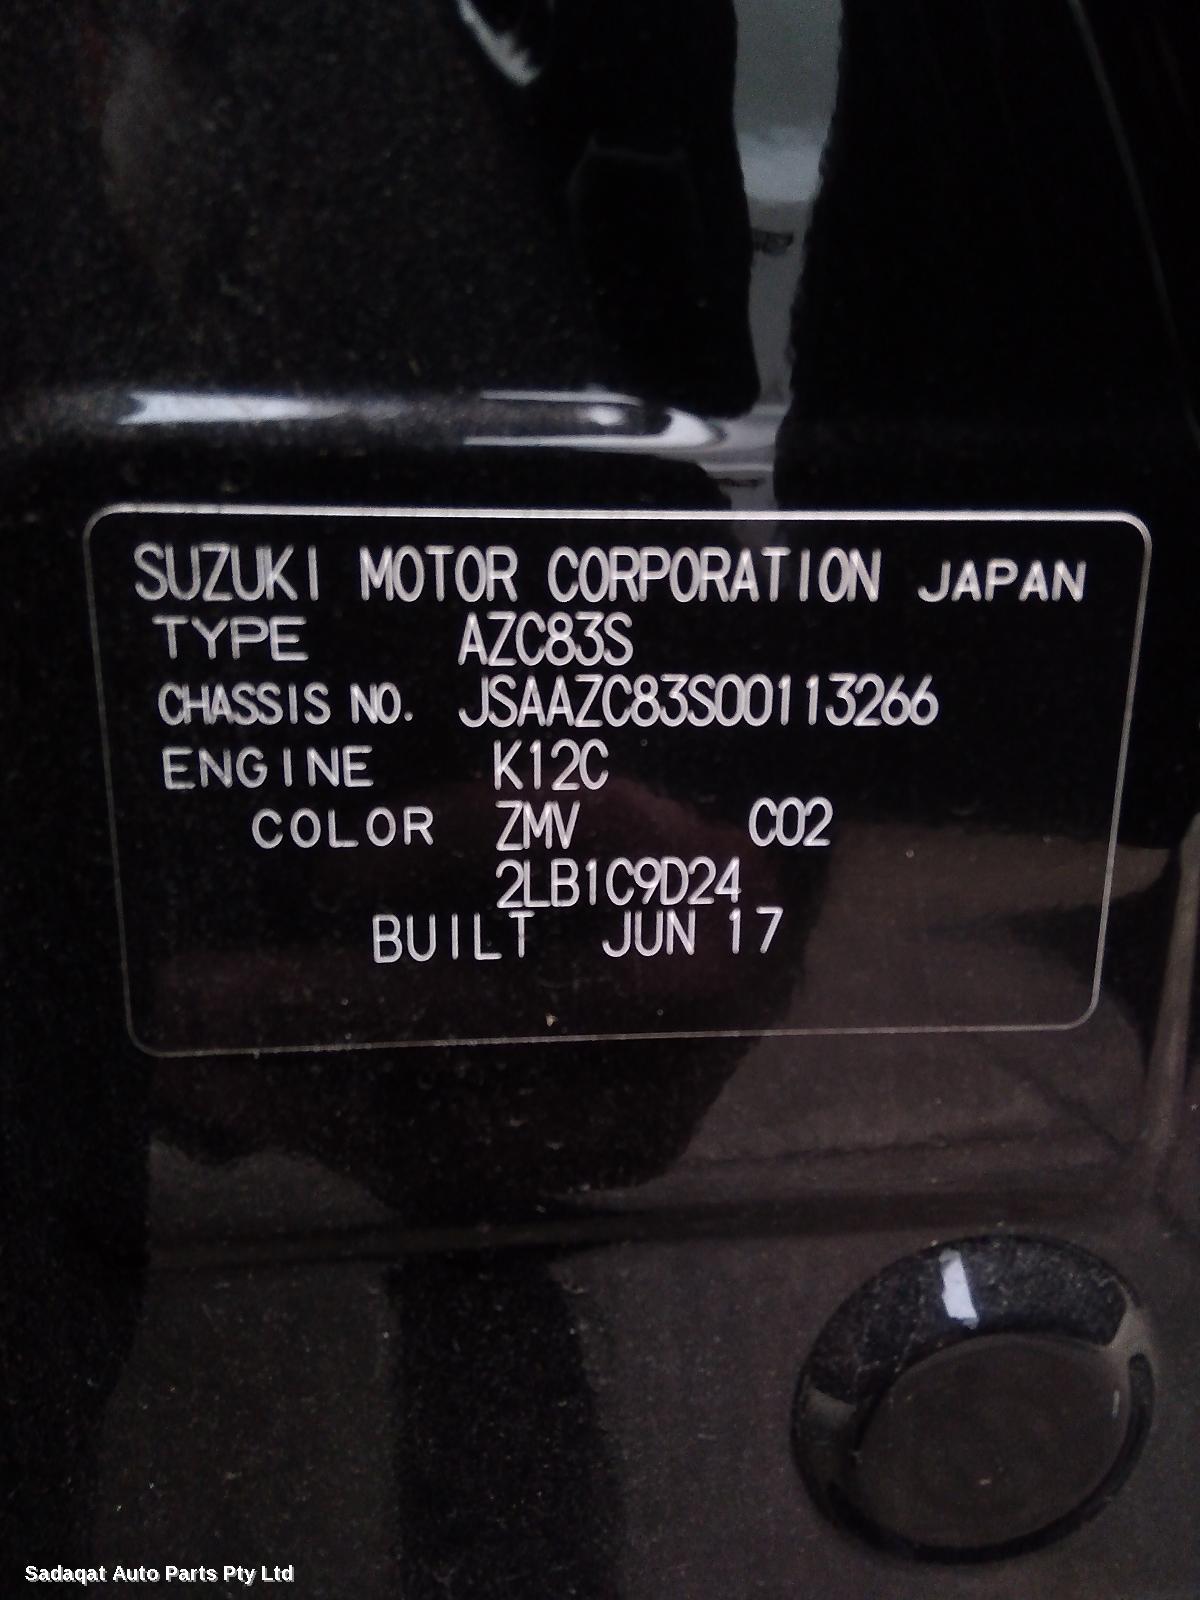 SUZUKI MOTOR CORPORATION JAPAN
TYPE AZC83S
CHASSIS NO. JSAAZC83S00113266
ENGINE K12C
COLOR ZMV C02
2LB1C9D24
BUILT JUN 17
Sadaqat Auto Parts Pty Ltd